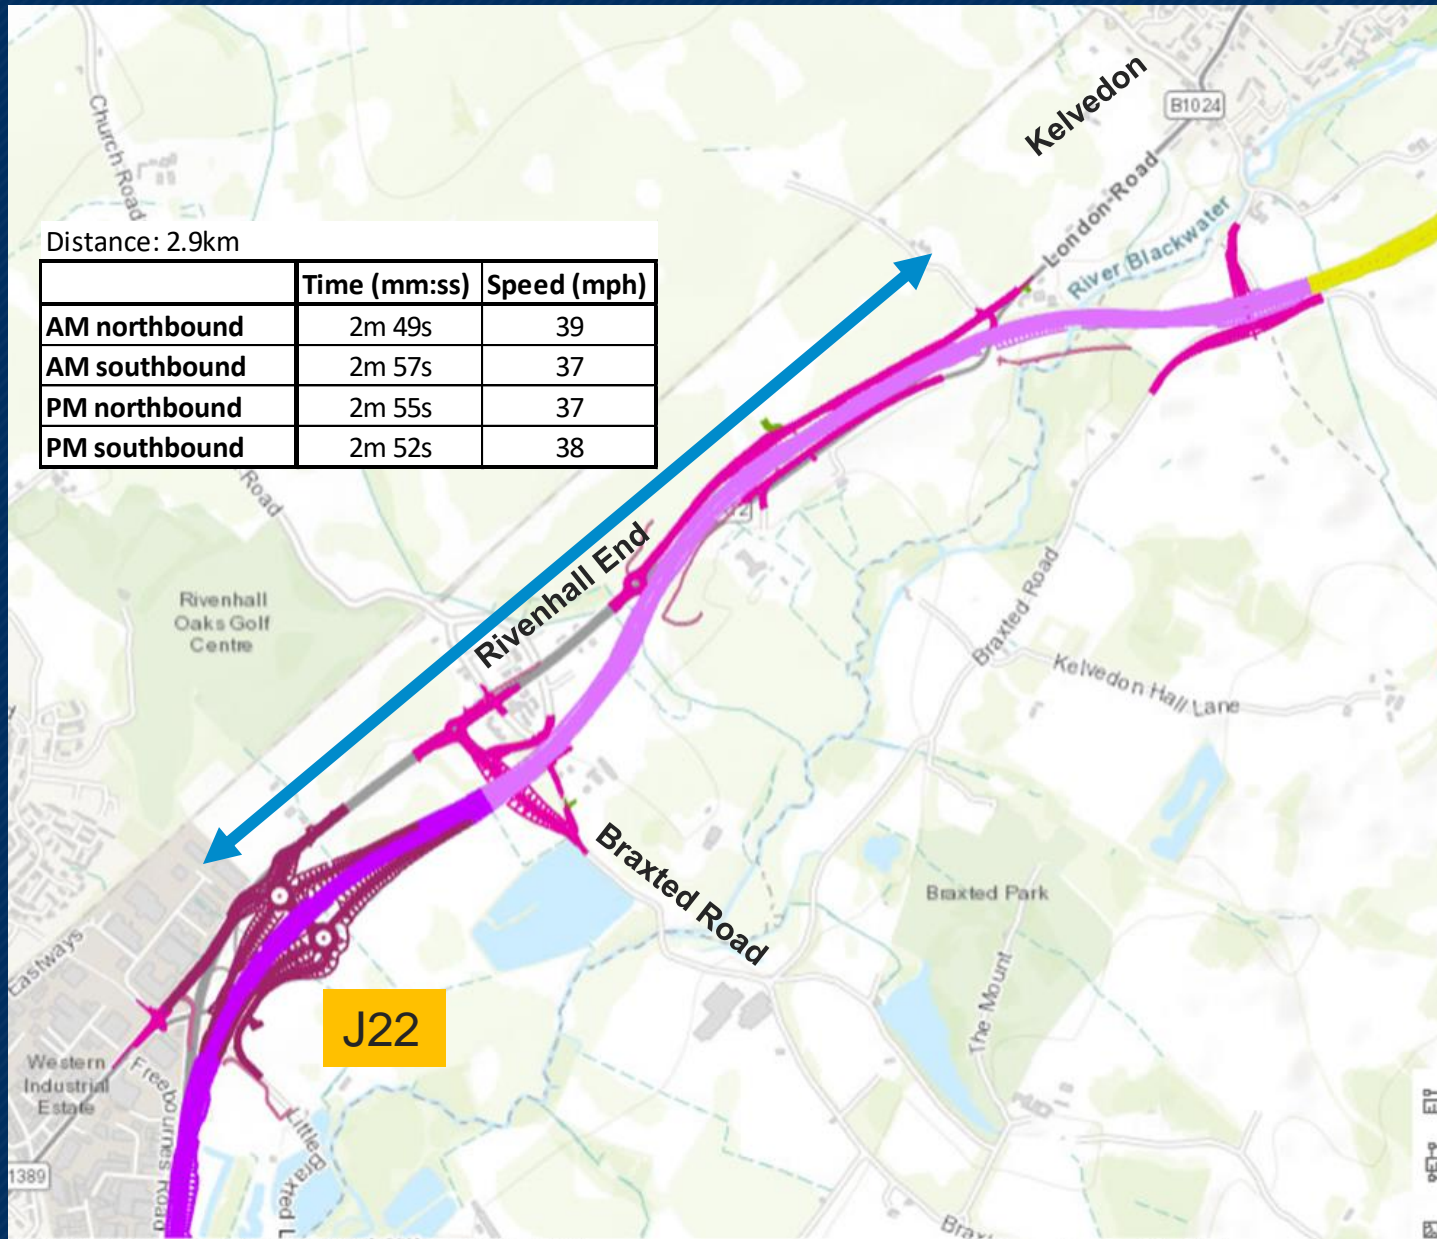 Kelvedon
B1024
Church Road
London Road
River Blackwater
Distance: 2.9km
Time (mm:ss) Speed (mph)
AM northbound 2m 49s 39
AM southbound 2m 57s 37
PM northbound 2m 55s 37
PM southbound 2m 52s 38
Road
Rivenhall End
Rivenhall
Oaks Golf
Centre
Braxted Road
Kelvedon Hall Lane
Braxted Road
Braxted Park
Eastways
The Mount
J22
Western
Industrial
Estate
Freebournes Road
Little Braxted L
1389
Brax